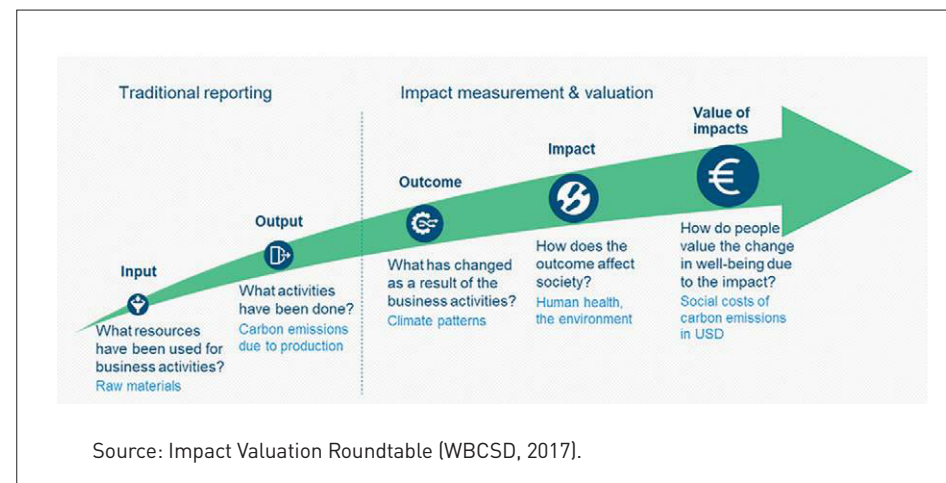 Traditional reporting
Impact measurement & valuation
Input
What resources
have been used for
business activities?
Raw materials
Output
What activities
have been done?
Carbon emissions
due to production
Outcome
What has changed
as a result of the
business activities?
Climate patterns
Impact
How does the
outcome affect
society?
Human health,
the environment
Value of
impacts
€
How do people
value the change
in well-being due
to the impact?
Social costs of
carbon emissions
in USD
Source: Impact Valuation Roundtable (WBCSD, 2017).